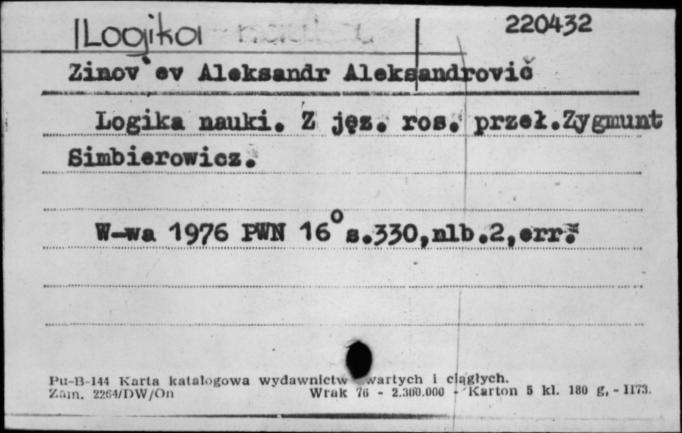 Logika
220432
Zinov'ev Aleksandr Aleksandrovič
Logika nauki. Z jęz. ros. przeł.Zygmunt
Simbierowicz.
W-wa 1976 PWN 16° s.330,nlb.2,err.
Pu-B-144 Karta katalogowa wydawnictw zwartych i ciągłych.
Zam. 2264/DW/On Wrak 76 - 2.300.000 - Karton 5 kl. 180 g, - 1173.